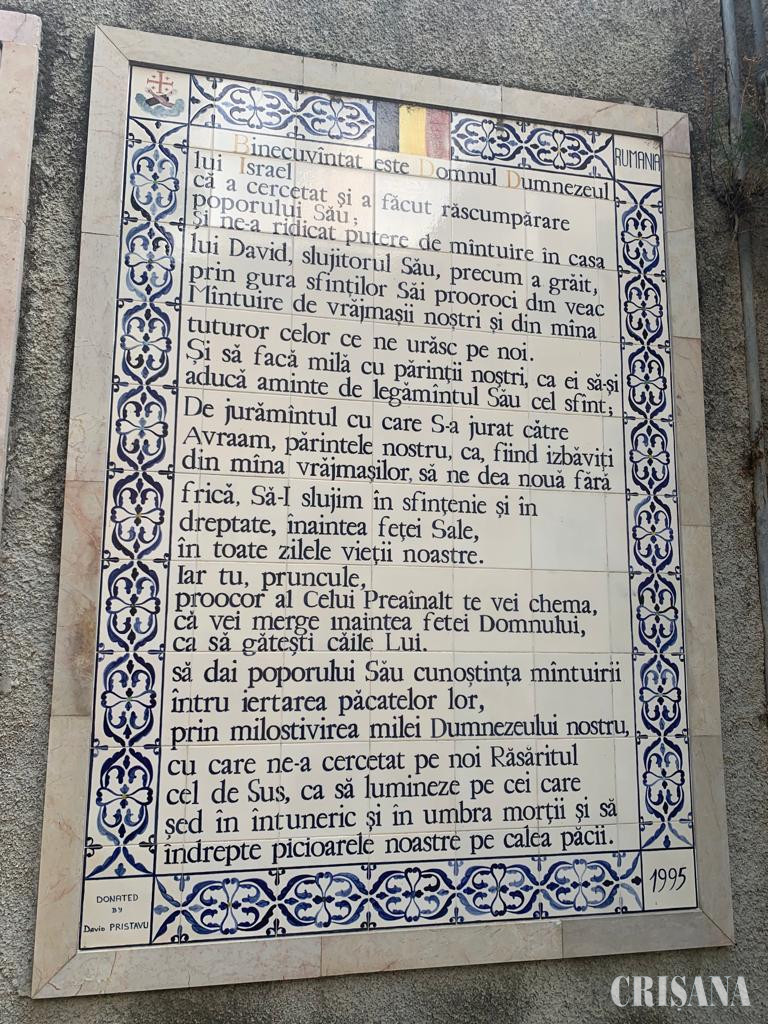 RUMANIA
Binecuvîntat este Domnul Dumnezeul
lui Israel
că a cercetat şi a făcut răscumpărare
poporului Său;
Şi ne-a ridicat putere de mîntuire în casa
lui David, slujitorul Său, precum a grăit,
prin gura sfinţilor Săi prooroci din veac
Mîntuire de vrăjmaşii noştri şi din mîna
tuturor celor ce ne urăsc pe noi.
Şi să facă milă cu părinţii noştri, ca ei să-şi
aducă aminte de legămîntul Său cel sfînt;
De jurămîntul cu care S-a jurat către
Avraam, părintele nostru, ca, fiind izbăviţi
din mîna vrăjmaşilor, să ne dea nouă fără
frică, Să-I slujim în sfinţenie şi în
dreptate, înaintea feţei Sale,
în toate zilele vieţii noastre.
Iar tu, pruncule,
proocor al Celui Preaînalt te vei chema,
că vei merge înaintea fetei Domnului,
ca să găteşti căile Lui.
să dai poporului Său cunoştinţa mîntuirii
întru iertarea păcatelor lor,
prin milostivirea milei Dumnezeului nostru,
cu care ne-a cercetat pe noi Răsăritul
cel de Sus, ca să lumineze pe cei care
şed în întuneric şi în umbra morţii şi să
îndrepte picioarele noastre pe calea păcii.
DONATED
BY
David PRISTAVU
1995
CRIȘANA